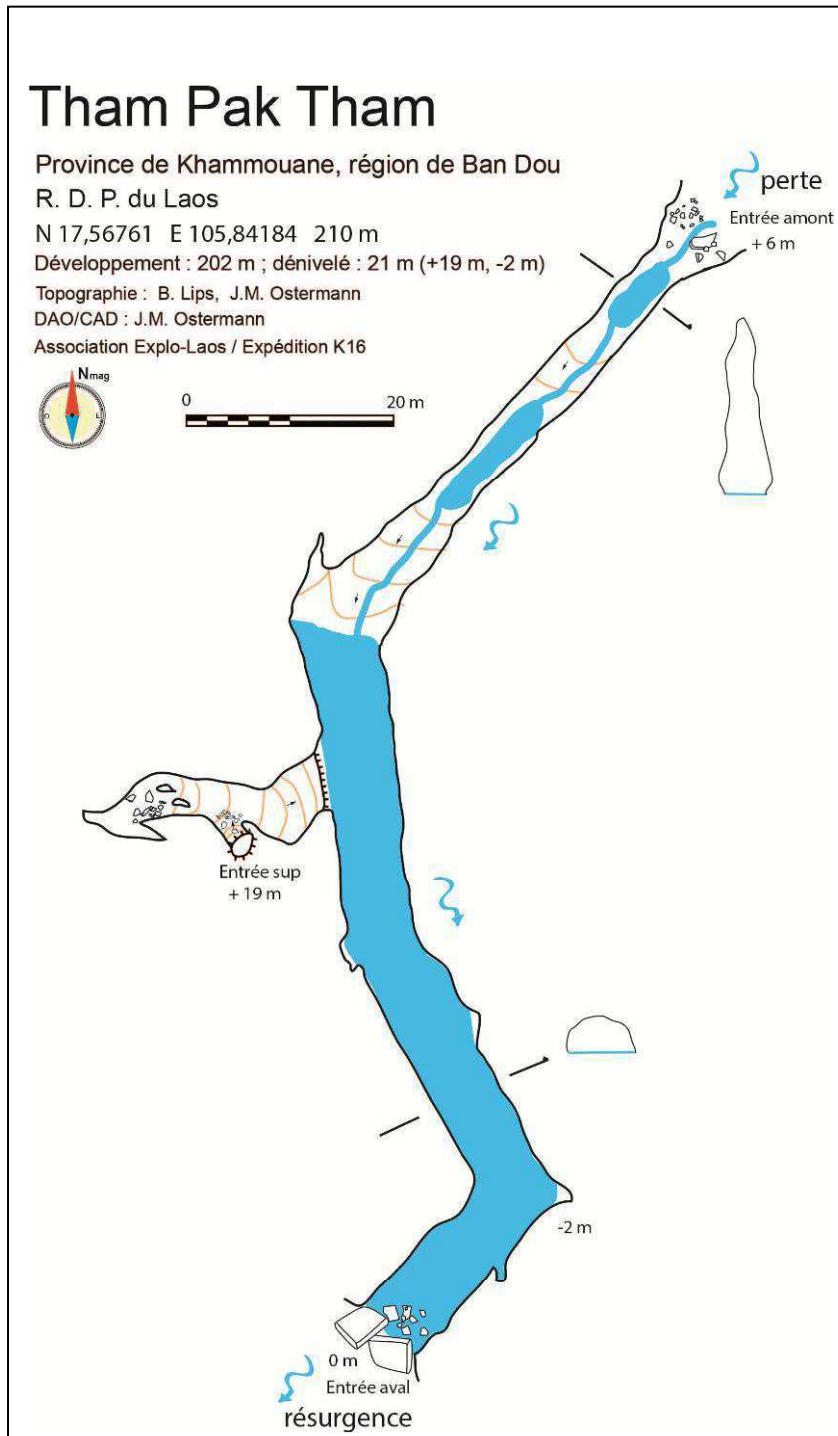 Tham Pak Tham
Province de Khammouane, région de Ban Dou
R. D. P. du Laos
N 17,56761 E 105,84184 210 m
Développement : 202 m ; dénivelé : 21 m (+19 m, -2 m)
Topographie : B. Lips, J.M. Ostermann
DAO/CAD : J.M. Ostermann
Association Explo-Laos / Expédition K16
Nmag
O E
0 20 m
perte
Entrée amont
+ 6 m
Entrée sup
+ 19 m
-2 m
0 m
Entrée aval
résurgence